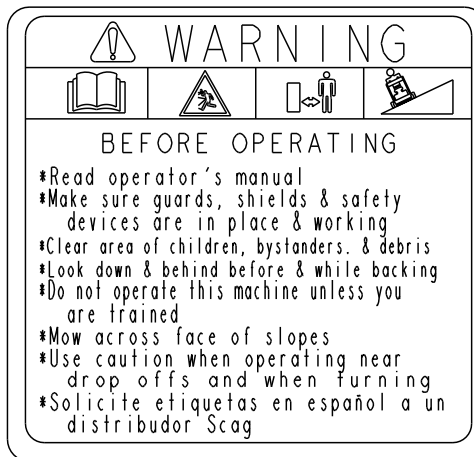 WARNING
BEFORE OPERATING
*Read operator's manual
*Make sure guards, shields & safety
devices are in place & working
*Clear area of children, bystanders. & debris
*Look down & behind before & while backing
*Do not operate this machine unless you
are trained
*Mow across face of slopes
*Use caution when operating near
drop offs and when turning
*Solicite etiquetas en español a un
distribudor Scag